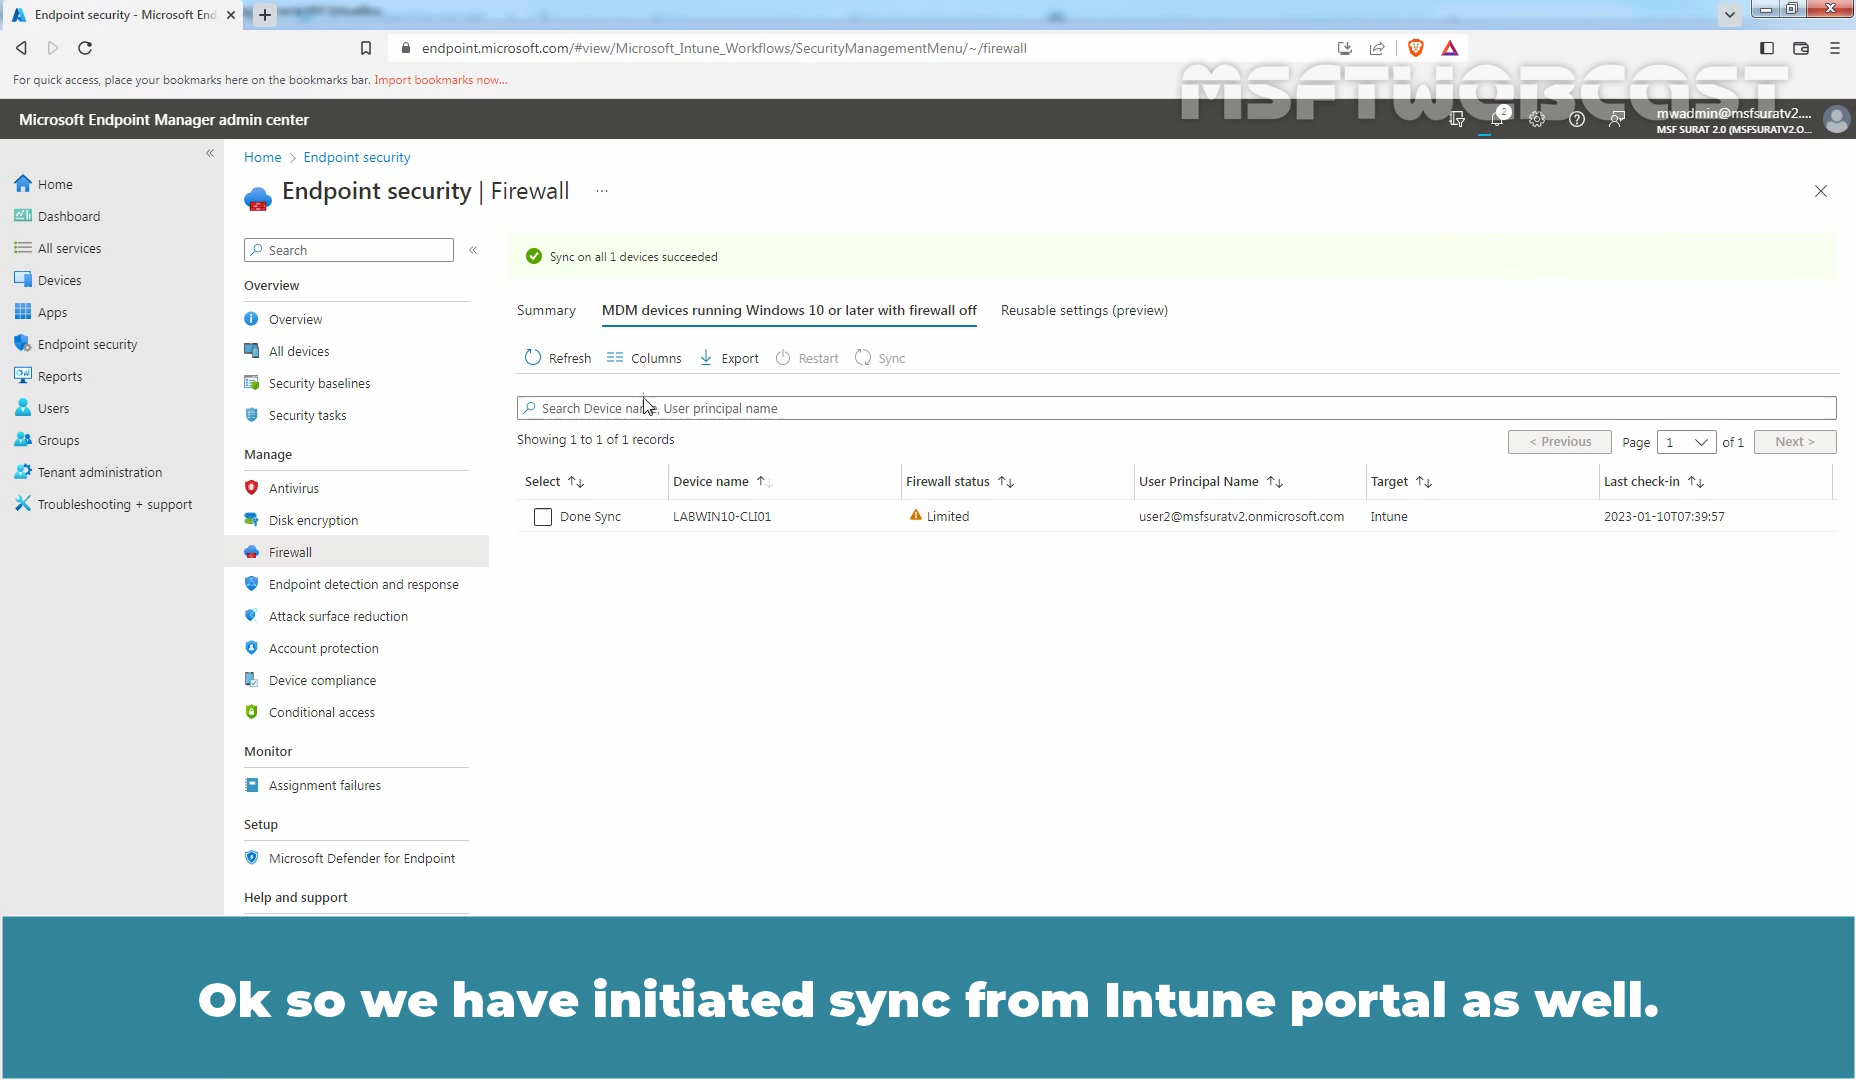 Endpoint security - Microsoft End
endpoint.microsoft.com/#view/Microsoft_Intune_Workflows/SecurityManagementMenu/~/firewall
For quick access, place your bookmarks here on the bookmarks bar. Import bookmarks now...
MSFTWEBCAST
Microsoft Endpoint Manager admin center
2
mwadmin@msfsuratv2....
MSF SURAT 2.0 (MSFSURATV2.O...
Home
Dashboard
All services
Devices
Apps
Endpoint security
Reports
Users
Groups
Tenant administration
Troubleshooting + support
Home > Endpoint security
Endpoint security | Firewall ...
Search
Overview
Overview
All devices
Security baselines
Security tasks
Manage
Antivirus
Disk encryption
Firewall
Endpoint detection and response
Attack surface reduction
Account protection
Device compliance
Conditional access
Monitor
Assignment failures
Setup
Microsoft Defender for Endpoint
Help and support
Sync on all 1 devices succeeded
Summary MDM devices running Windows 10 or later with firewall off Reusable settings (preview)
Refresh Columns Export Restart Sync
Search Device name, User principal name
Showing 1 to 1 of 1 records
< Previous Page 1 of 1 Next >
Select Device name Firewall status User Principal Name Target Last check-in
Done Sync LABWIN10-CLI01 Limited user2@msfsuratv2.onmicrosoft.com Intune 2023-01-10T07:39:57
Ok so we have initiated sync from Intune portal as well.